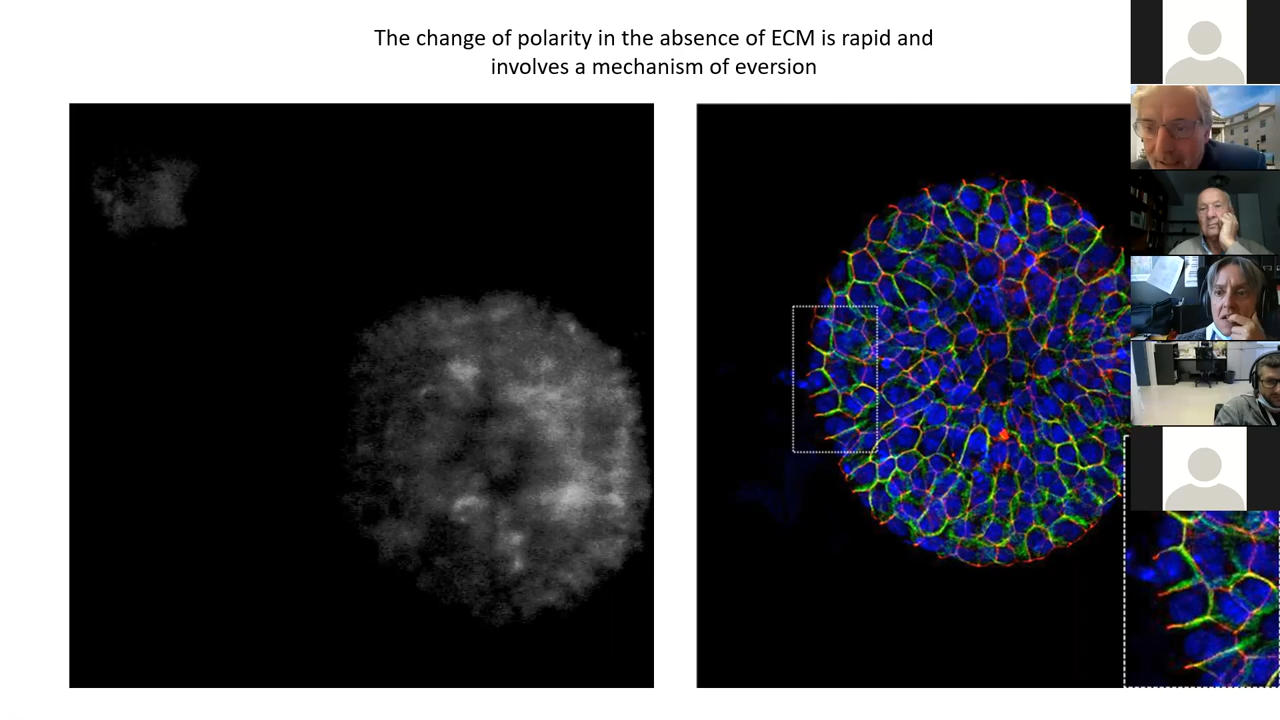 The change of polarity in the absence of ECM is rapid and
involves a mechanism of eversion